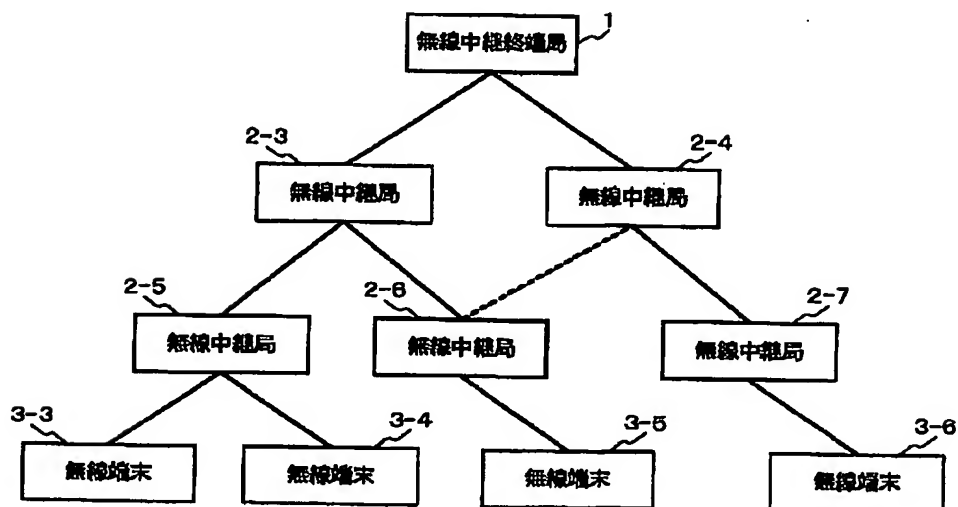 1
無線中継終端局
2-3
2-4
無線中継局
無線中継局
2-5
2-6
2-7
無線中継局
無線中継局
無線中継局
3-3
3-4
3-5
3-6
無線端末
無線端末
無線端末
無線端末